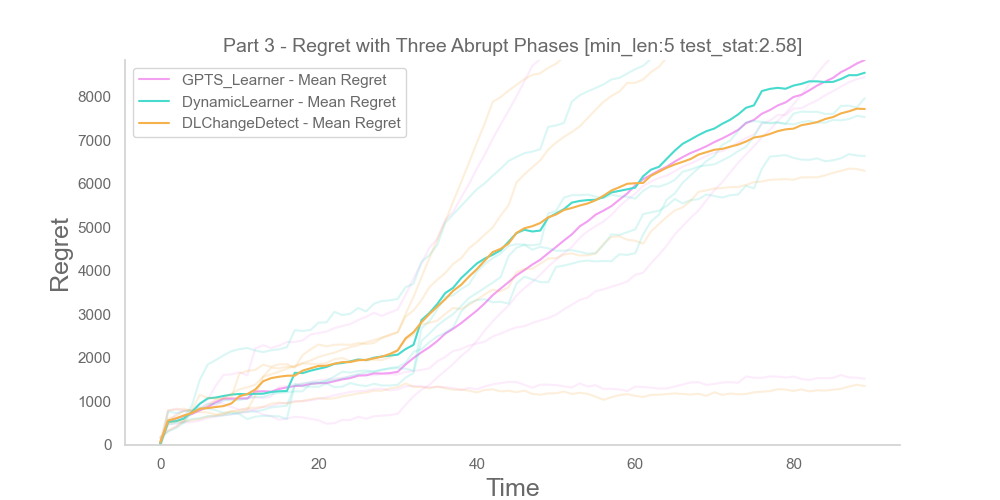 Part 3 - Regret with Three Abrupt Phases [min_len:5 test_stat:2.58]
GPTS_Learner - Mean Regret
DynamicLearner - Mean Regret
DLChangeDetect - Mean Regret
8000
7000
6000
5000
4000
3000
2000
1000
0
Regret
0 20 40 60 80
Time